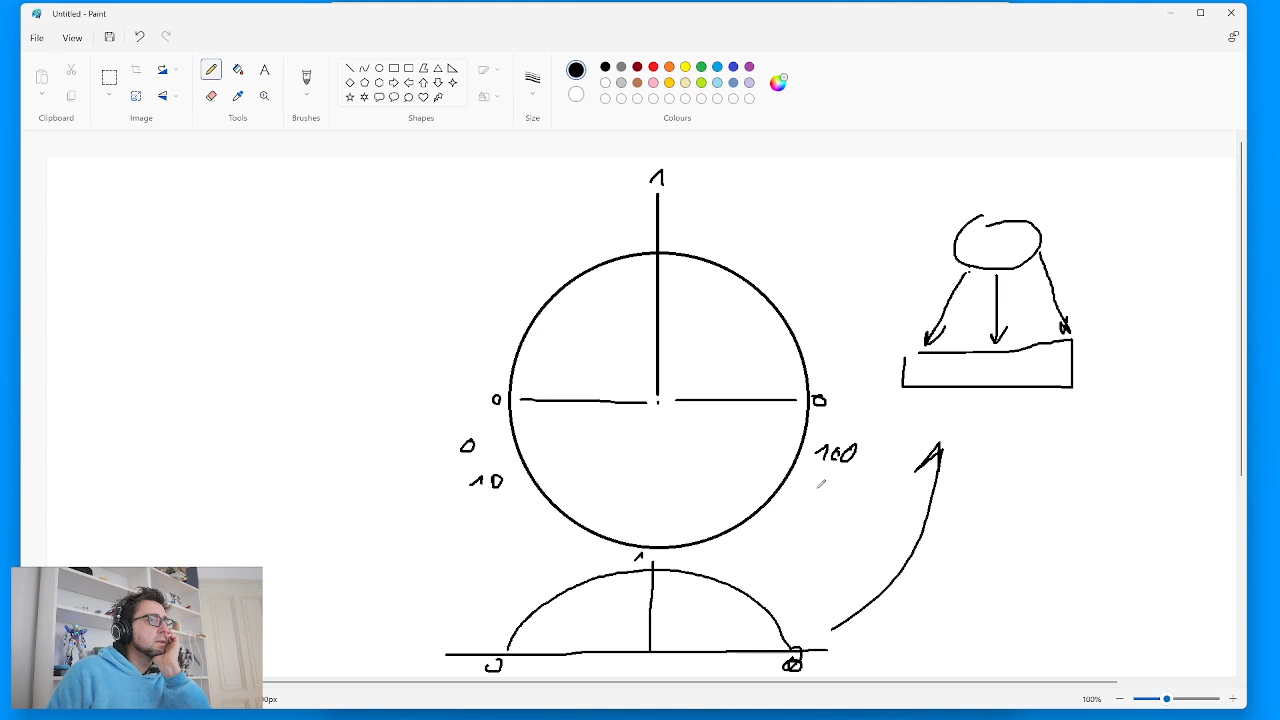 Untitled - Paint
File View
Clipboard
Image
Tools
Brushes
Shapes
Size
Colours
A
1
0 0
0 100
10
1
0 0
0px
100%